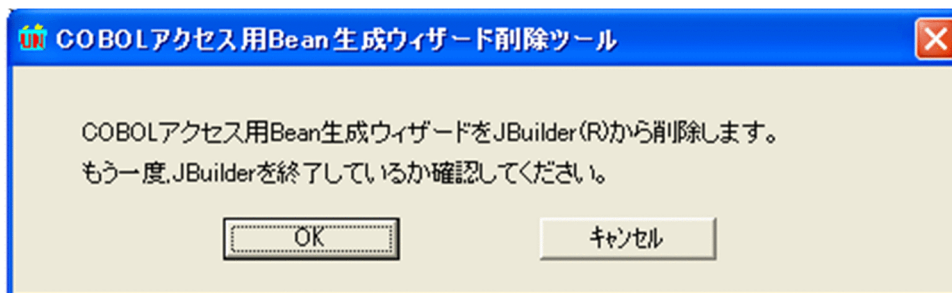 UN COBOLアクセス用Bean生成ウィザード削除ツール
COBOLアクセス用Bean生成ウィザードをJBuilder(R)から削除します。
もう一度,JBuilderを終了しているか確認してください。
OK キャンセル